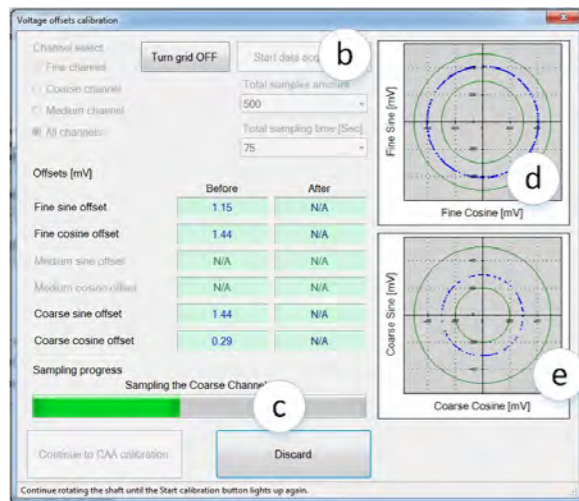 Voltage offsets calibration
Channel select
Fine channel
Coarse channel
Medium channel
All channels
Turn grid OFF
Start data acq
b
Total samples amount
500
Total sampling time [Sec]
75
Offsets [mV]
Before After
Fine sine offset 1.15 N/A
Fine cosine offset 1.44 N/A
Medium sine offset N/A N/A
Medium cosine offset N/A N/A
Coarse sine offset 1.44 N/A
Coarse cosine offset 0.29 N/A
Sampling progress
Sampling the Coarse Channel
c
Continue to CAA calibration
Discard
Fine Sine [mV]
d
Fine Cosine [mV]
Coarse Sine [mV]
e
Coarse Cosine [mV]
Continue rotating the shaft until the Start calibration button lights up again.